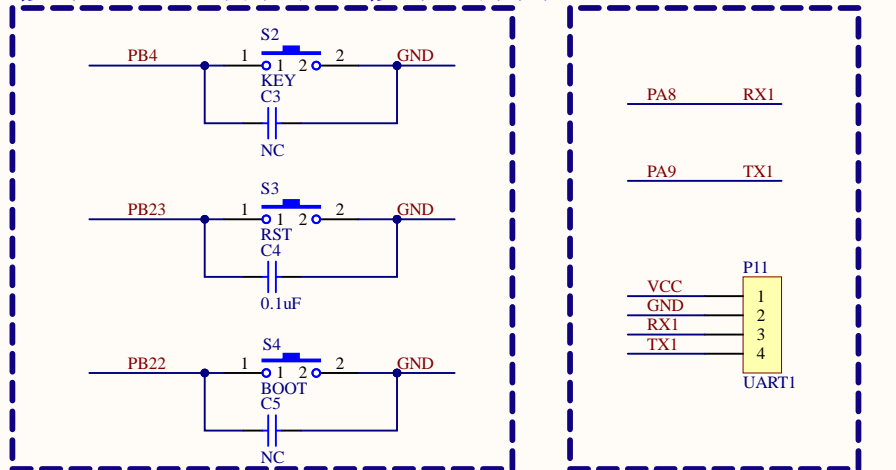 S2
PB4 1 1 2 2 GND
KEY
C3
NC
S3
PB23 1 1 2 2 GND
RST
C4
0.1uF
S4
PB22 1 1 2 2 GND
BOOT
C5
NC
PA8 RX1
PA9 TX1
P11
VCC 1
GND 2
RX1 3
TX1 4
UART1